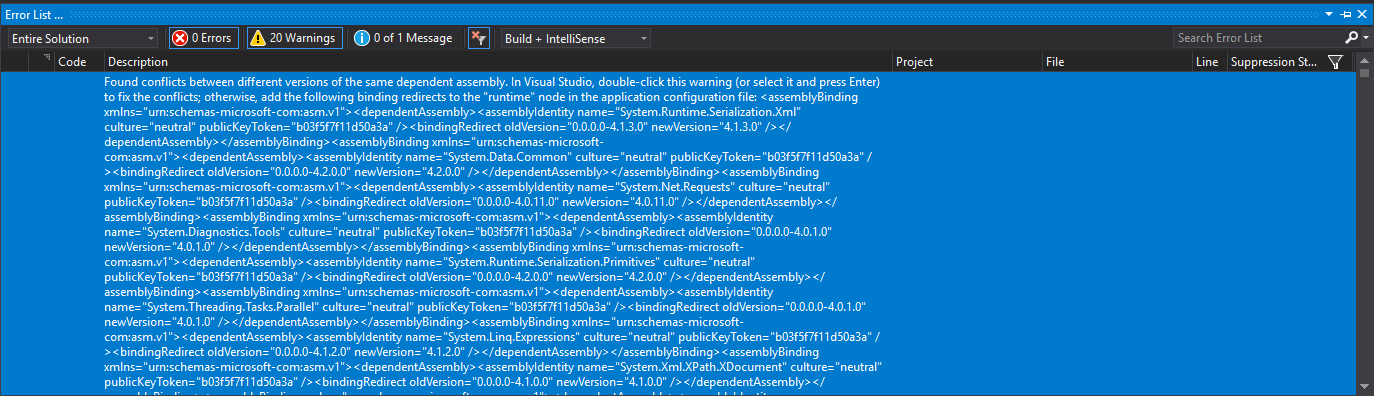 Error List ...
Entire Solution
0 Errors
20 Warnings
0 of 1 Message
Build + IntelliSense
Search Error List
Code
Description
Project
File
Line
Suppression St...
Found conflicts between different versions of the same dependent assembly. In Visual Studio, double-click this warning (or select it and press Enter)
to fix the conflicts; otherwise, add the following binding redirects to the "runtime" node in the application configuration file: <assemblyBinding
xmlns="urn:schemas-microsoft-com:asm.v1"><dependentAssembly><assemblyIdentity name="System.Runtime.Serialization.Xml"
culture="neutral" publicKeyToken="b03f5f7f11d50a3a" /><bindingRedirect oldVersion="0.0.0.0-4.1.3.0" newVersion="4.1.3.0" /></
dependentAssembly></assemblyBinding><assemblyBinding xmlns="urn:schemas-microsoft-
com:asm.v1"><dependentAssembly><assemblyIdentity name="System.Data.Common" culture="neutral" publicKeyToken="b03f5f7f11d50a3a" /
><bindingRedirect oldVersion="0.0.0.0-4.2.0.0" newVersion="4.2.0.0" /></dependentAssembly></assemblyBinding><assemblyBinding
xmlns="urn:schemas-microsoft-com:asm.v1"><dependentAssembly><assemblyIdentity name="System.Net.Requests" culture="neutral"
publicKeyToken="b03f5f7f11d50a3a" /><bindingRedirect oldVersion="0.0.0.0-4.0.11.0" newVersion="4.0.11.0" /></dependentAssembly></
assemblyBinding><assemblyBinding xmlns="urn:schemas-microsoft-com:asm.v1"><dependentAssembly><assemblyIdentity
name="System.Diagnostics.Tools" culture="neutral" publicKeyToken="b03f5f7f11d50a3a" /><bindingRedirect oldVersion="0.0.0.0-4.0.1.0"
newVersion="4.0.1.0" /></dependentAssembly></assemblyBinding><assemblyBinding xmlns="urn:schemas-microsoft-
com:asm.v1"><dependentAssembly><assemblyIdentity name="System.Runtime.Serialization.Primitives" culture="neutral"
publicKeyToken="b03f5f7f11d50a3a" /><bindingRedirect oldVersion="0.0.0.0-4.2.0.0" newVersion="4.2.0.0" /></dependentAssembly></
assemblyBinding><assemblyBinding xmlns="urn:schemas-microsoft-com:asm.v1"><dependentAssembly><assemblyIdentity
name="System.Threading.Tasks.Parallel" culture="neutral" publicKeyToken="b03f5f7f11d50a3a" /><bindingRedirect oldVersion="0.0.0.0-4.0.1.0"
newVersion="4.0.1.0" /></dependentAssembly></assemblyBinding><assemblyBinding xmlns="urn:schemas-microsoft-
com:asm.v1"><dependentAssembly><assemblyIdentity name="System.Linq.Expressions" culture="neutral" publicKeyToken="b03f5f7f11d50a3a" /
><bindingRedirect oldVersion="0.0.0.0-4.1.2.0" newVersion="4.1.2.0" /></dependentAssembly></assemblyBinding><assemblyBinding
xmlns="urn:schemas-microsoft-com:asm.v1"><dependentAssembly><assemblyIdentity name="System.Xml.XPath.XDocument" culture="neutral"
publicKeyToken="b03f5f7f11d50a3a" /><bindingRedirect oldVersion="0.0.0.0-4.1.0.0" newVersion="4.1.0.0" /></dependentAssembly></